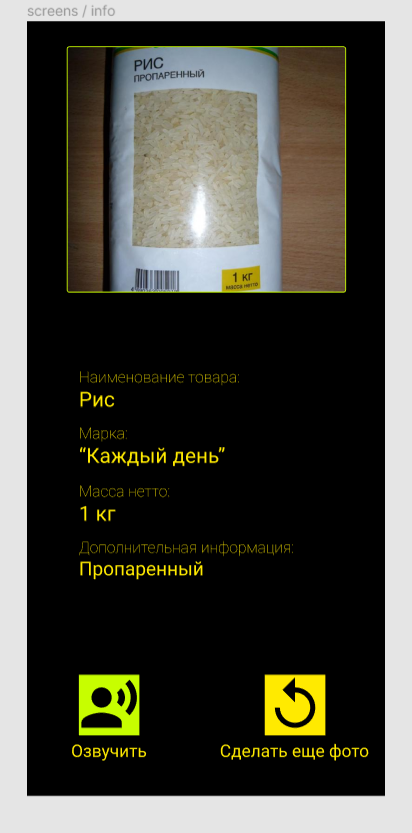 screens / info
РИС
ПРОПАРЕННЫЙ
1 кг
масса нетто
Наименование товара:
Рис
Марка:
“Каждый день”
Масса нетто:
1 кг
Дополнительная информация:
Пропаренный
Озвучить
Сделать еще фото